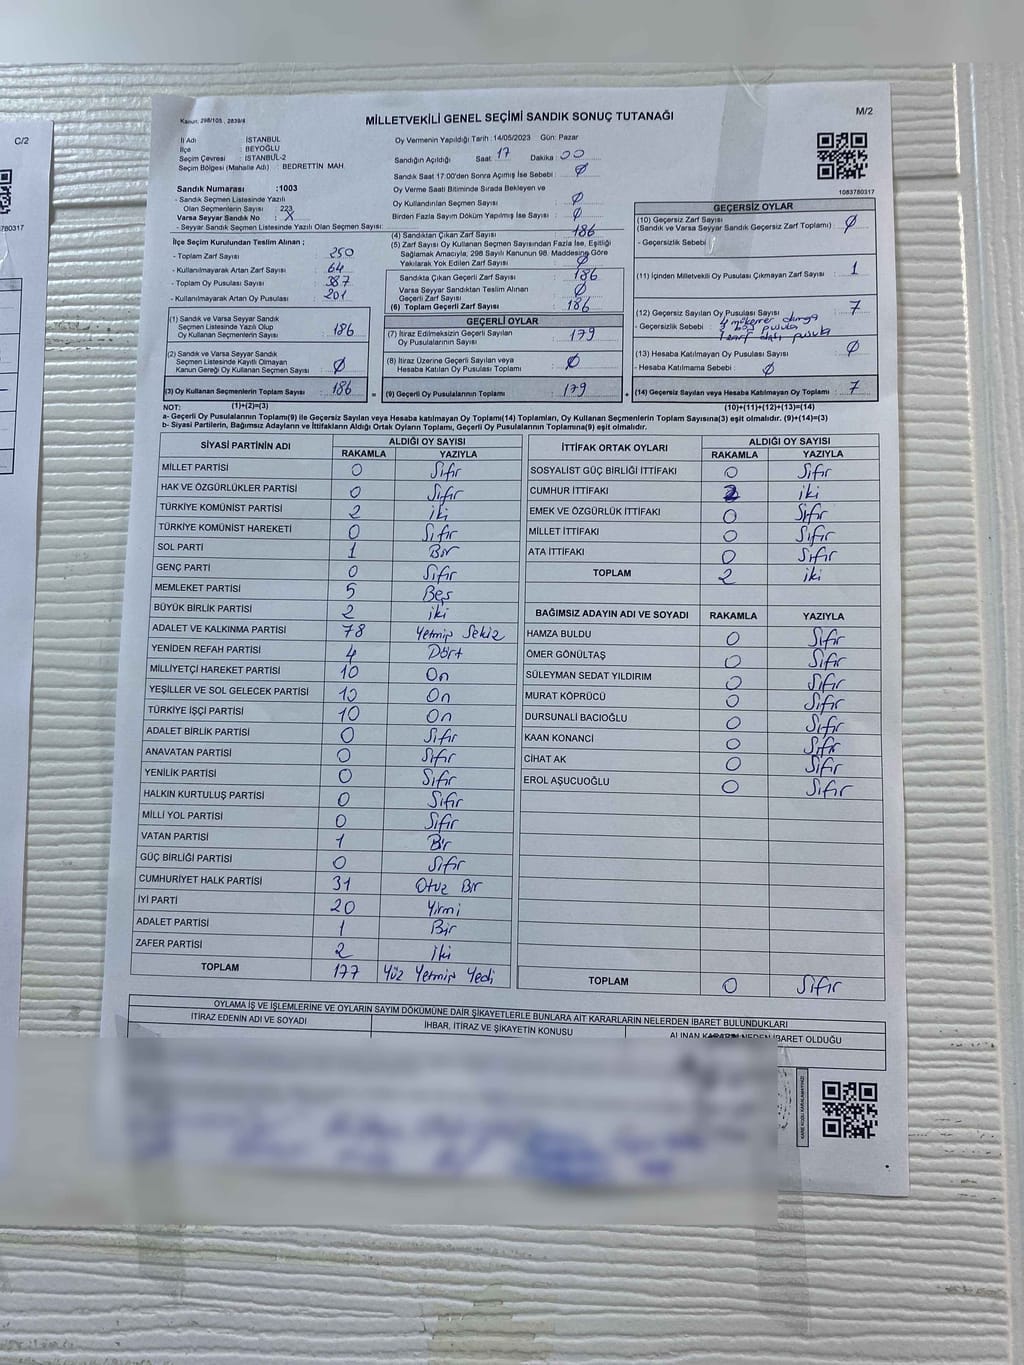 C/2
780317
Kanun: 298/105 , 2839/4
MİLLETVEKİLİ GENEL SEÇİMİ SANDIK SONUÇ TUTANAĞI
M/2
İl Adı : İSTANBUL
İlçe : BEYOĞLU
Seçim Çevresi : İSTANBUL-2
Seçim Bölgesi (Mahalle Adı) : BEDRETTİN MAH.
Sandık Numarası : 1003
- Sandık Seçmen Listesinde Yazılı
Olan Seçmenlerin Sayısı : 223
Varsa Seyyar Sandık No : X
- Seyyar Sandık Seçmen Listesinde Yazılı Olan Seçmen Sayısı:
Oy Vermenin Yapıldığı Tarih : 14/05/2023 Gün: Pazar
Sandığın Açıldığı Saat: 17 Dakika : 00
Sandık Saat 17:00'den Sonra Açımış İse Sebebi : Ø
Oy Verme Saati Bitiminde Sırada Bekleyen ve
Oy Kullandırılan Seçmen Sayısı : Ø
Birden Fazla Sayım Döküm Yapılmış İse Sayısı : Ø
1083780317
İlçe Seçim Kurulundan Teslim Alınan ;
- Toplam Zarf Sayısı : 250
- Kullanılmayarak Artan Zarf Sayısı : 64
- Toplam Oy Pusulası : 387
- Kullanılmayarak Artan Oy Pusulası : 201
(4) Sandıktan Çıkan Zarf Sayısı : 186
(5) Zarf Sayısı Oy Kullanan Seçmen Sayısından Fazla İse, Eşitliği
Sağlamak Amacıyla; 298 Sayılı Kanunun 98. Maddesine Göre
Yakılarak Yok Edilen Zarf Sayısı : Ø
Sandıkta Çıkan Geçerli Zarf Sayısı : 186
Varsa Seyyar Sandıktan Teslim Alınan
Geçerli Zarf Sayısı : Ø
(6) Toplam Geçerli Zarf Sayısı : 186
GEÇERSİZ OYLAR
(10) Geçersiz Zarf Sayısı : Ø
(Sandık ve Varsa Seyyar Sandık Geçersiz Zarf Toplamı)
- Geçersizlik Sebebi :
(11) İçinden Milletvekili Oy Pusulası Çıkmayan Zarf Sayısı : 1
(12) Geçersiz Sayılan Oy Pusulası Sayısı : 7
- Geçersizlik Sebebi : pusula
pusula
(13) Hesaba Katılmayan Oy Pusulası Sayısı : Ø
- Hesaba Katılmama Sebebi : Ø
(14) Geçersiz Sayılan veya Hesaba Katılmayan Oy Toplamı : 7
(1) Sandık ve Varsa Seyyar Sandık
Seçmen Listesinde Yazılı Olup
Oy Kullanan Seçmenlerin Sayısı : 186
(2) Sandık ve Varsa Seyyar Sandık
Seçmen Listesinde Kayıtlı Olmayan
Kanun Gereği Oy Kullanan Seçmen Sayısı : Ø
(3) Oy Kullanan Seçmenlerin Toplam Sayısı : 186
GEÇERLİ OYLAR
(7) İtiraz Edilmeksizin Geçerli Sayılan
Oy Pusulalarının Sayısı : 179
(8) İtiraz Üzerine Geçerli Sayılan veya
Hesaba Katılan Oy Pusulası Toplamı : Ø
(9) Geçerli Oy Pusulalarının Toplamı : 179
NOT: (1)+(2)=(3) (10)+(11)+(12)+(13)=(14)
a- Geçerli Oy Pusulalarının Toplamı(9) ile Geçersiz Sayılan veya Hesaba katılmayan Oy Toplamı(14) Toplamları, Oy Kullanan Seçmenlerin Toplam Sayısına(3) eşit olmalıdır. (9)+(14)=(3)
b- Siyasi Partilerin, Bağımsız Adayların ve İttifakların Aldığı Ortak Oyların Toplamı, Geçerli Oy Pusulalarının Toplamına(9) eşit olmalıdır.
SİYASİ PARTİNİN ADI ALDIĞI OY SAYISI
RAKAMLA YAZIYLA
MİLLET PARTİSİ 0 Sıfır
HAK VE ÖZGÜRLÜKLER PARTİSİ 0 Sıfır
TÜRKİYE KOMÜNİST PARTİSİ 2 iki
TÜRKİYE KOMÜNİST HAREKETİ 0 Sıfır
SOL PARTİ 1 Bir
GENÇ PARTİ 0 Sıfır
MEMLEKET PARTİSİ 5 Beş
BÜYÜK BİRLİK PARTİSİ 2 iki
ADALET VE KALKINMA PARTİSİ 78 Yetmiş Sekiz
YENİDEN REFAH PARTİSİ 4 Dört
MİLLİYETÇİ HAREKET PARTİSİ 10 On
YEŞİLLER VE SOL GELECEK PARTİSİ 10 On
TÜRKİYE İŞÇİ PARTİSİ 10 On
ADALET BİRLİK PARTİSİ 0 Sıfır
ANAVATAN PARTİSİ 0 Sıfır
YENİLİK PARTİSİ 0 Sıfır
HALKIN KURTULUŞ PARTİSİ 0 Sıfır
MİLLİ YOL PARTİSİ 0 Sıfır
VATAN PARTİSİ 1 Bir
GÜÇ BİRLİĞİ PARTİSİ 0 Sıfır
CUMHURİYET HALK PARTİSİ 31 Otuz Bir
İYİ PARTİ 20 Yirmi
ADALET PARTİSİ 1 Bir
ZAFER PARTİSİ 2 İki
TOPLAM 177 Yüz Yetmiş Yedi
İTTİFAK ORTAK OYLARI ALDIĞI OY SAYISI
RAKAMLA YAZIYLA
SOSYALİST GÜÇ BİRLİĞİ İTTİFAKI 0 Sıfır
CUMHUR İTTİFAKI 2 iki
EMEK VE ÖZGÜRLÜK İTTİFAKI 0 Sıfır
MİLLET İTTİFAKI 0 Sıfır
ATA İTTİFAKI 0 Sıfır
TOPLAM 2 iki
BAĞIMSIZ ADAYIN ADI VE SOYADI RAKAMLA YAZIYLA
HAMZA BULDU 0 Sıfır
ÖMER GÖNÜLTAŞ 0 Sıfır
SÜLEYMAN SEDAT YILDIRIM 0 Sıfır
MURAT KÖPRÜCÜ 0 Sıfır
DURSUNALİ BACIOĞLU 0 Sıfır
KAAN KONANCİ 0 Sıfır
CİHAT AK 0 Sıfır
EROL AŞUCUOĞLU 0 Sıfır
TOPLAM 0 Sıfır
OYLAMA İŞ VE İŞLEMLERİNE VE OYLARIN SAYIM DÖKÜMÜNE DAİR ŞİKAYETLERLE BUNLARA AİT KARARLARIN NELERDEN İBARET BULUNDUKLARI
İTİRAZ EDENİN ADI VE SOYADI İHBAR, İTİRAZ VE ŞİKAYETİN KONUSU ALINAN KARARIN NEDEN İBARET OLDUĞU